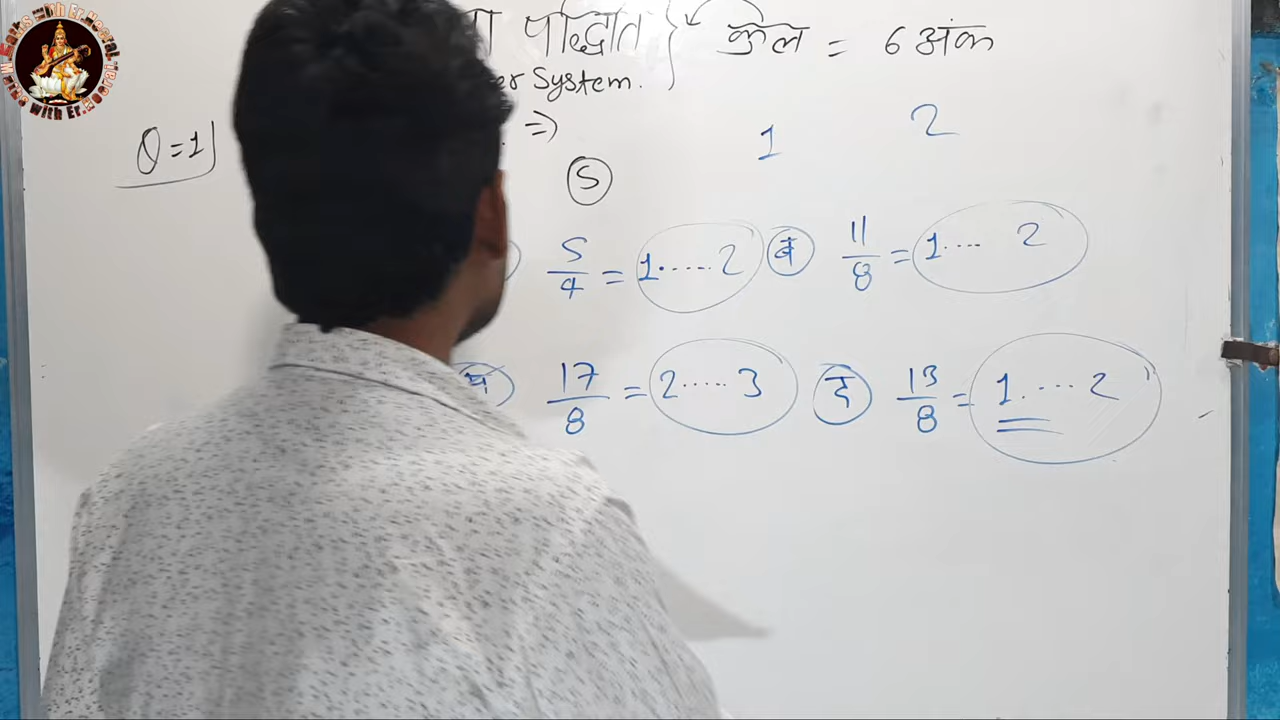 पद्धति } कुल = 6 अंक
er System.
Q=1 =>
1 2
S
5/4 = 1.....2 (ब) 11/8 = 1.... 2
17/8 = 2.....3 (द) 13/8 = 1. .... 2